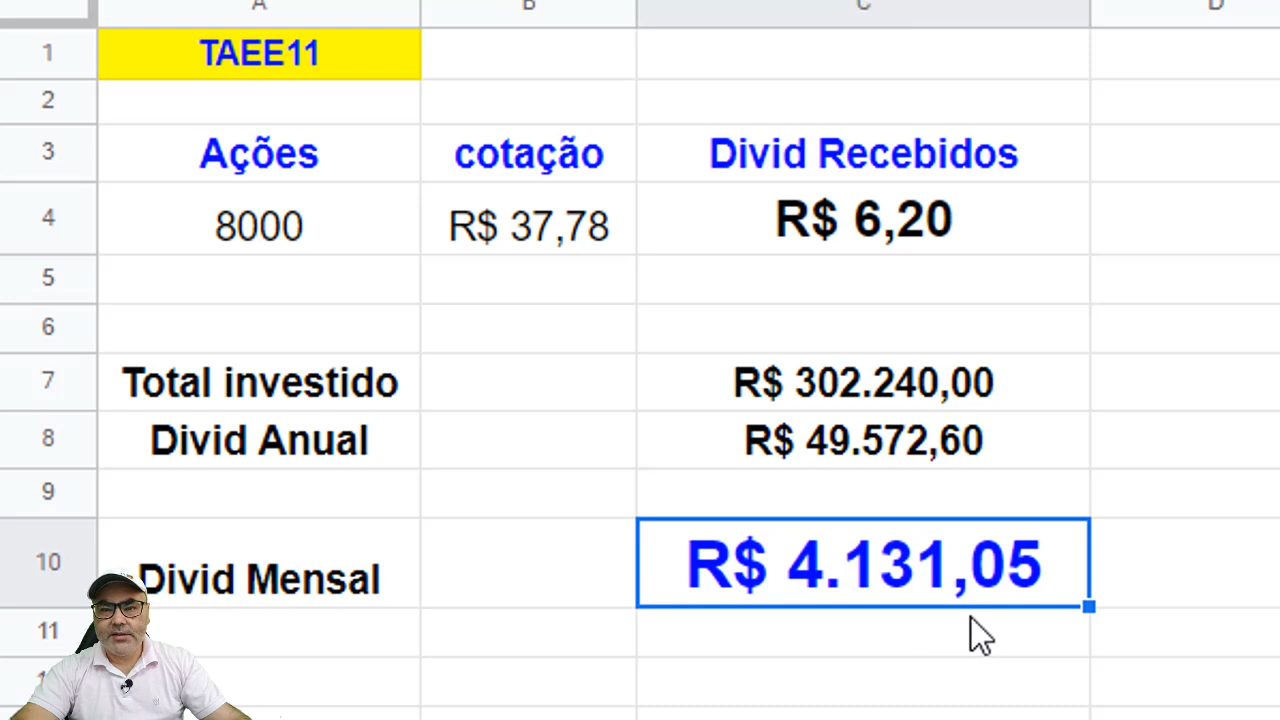 A B C D
1 TAEE11
2
3 Ações cotação Divid Recebidos
4 8000 R$ 37,78 R$ 6,20
5
6
7 Total investido R$ 302.240,00
8 Divid Anual R$ 49.572,60
9
10 Divid Mensal R$ 4.131,05
11